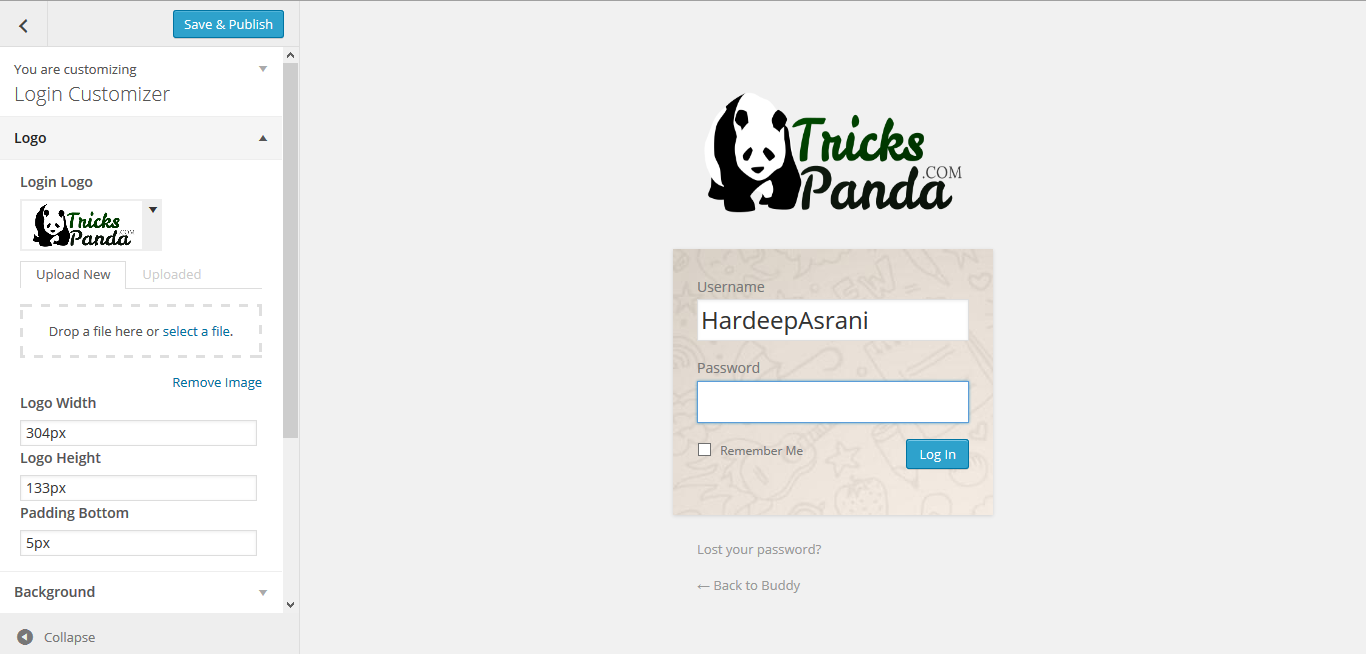 Save & Publish
You are customizing
Login Customizer
Logo
Login Logo
Tricks
Panda
.COM
Upload New
Uploaded
Drop a file here or select a file.
Remove Image
Logo Width
304px
Logo Height
133px
Padding Bottom
5px
Background
Collapse
Tricks
.COM
Panda
Username
HardeepAsrani
Password
Remember Me
Log In
Lost your password?
← Back to Buddy